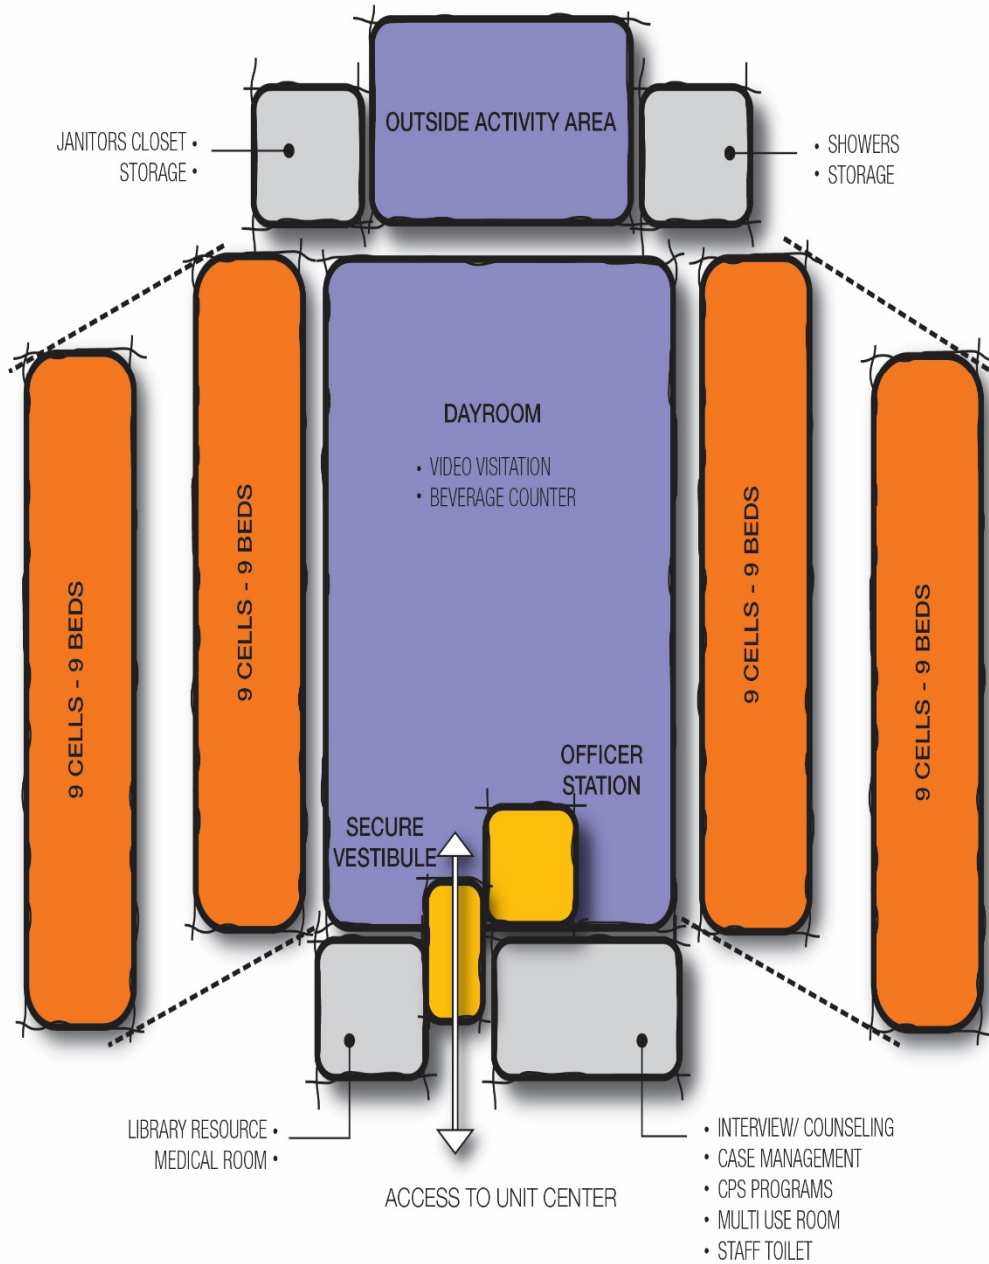 OUTSIDE ACTIVITY AREA
JANITORS CLOSET •
STORAGE •
• SHOWERS
• STORAGE
DAYROOM
• VIDEO VISITATION
• BEVERAGE COUNTER
9 CELLS - 9 BEDS
9 CELLS - 9 BEDS
9 CELLS - 9 BEDS
9 CELLS - 9 BEDS
OFFICER
STATION
SECURE
VESTIBULE
LIBRARY RESOURCE •
MEDICAL ROOM •
ACCESS TO UNIT CENTER
• INTERVIEW/ COUNSELING
• CASE MANAGEMENT
• CPS PROGRAMS
• MULTI USE ROOM
• STAFF TOILET